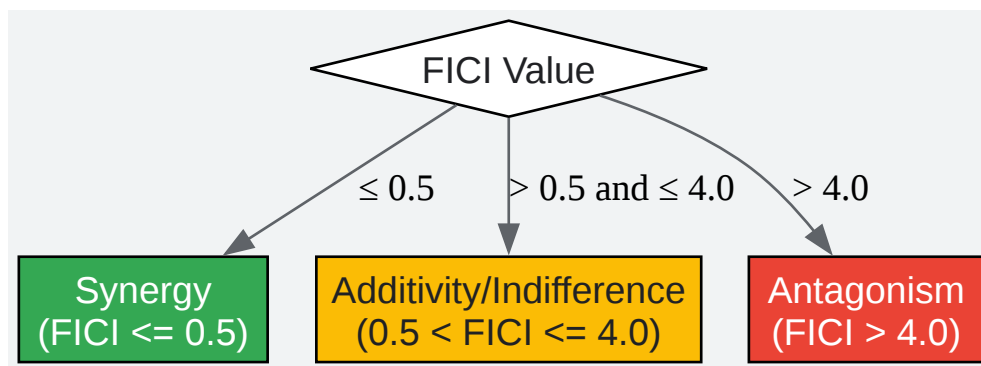 FICI Value
≤ 0.5
> 0.5 and ≤ 4.0
> 4.0
Synergy
(FICI <= 0.5)
Additivity/Indifference
(0.5 < FICI <= 4.0)
Antagonism
(FICI > 4.0)